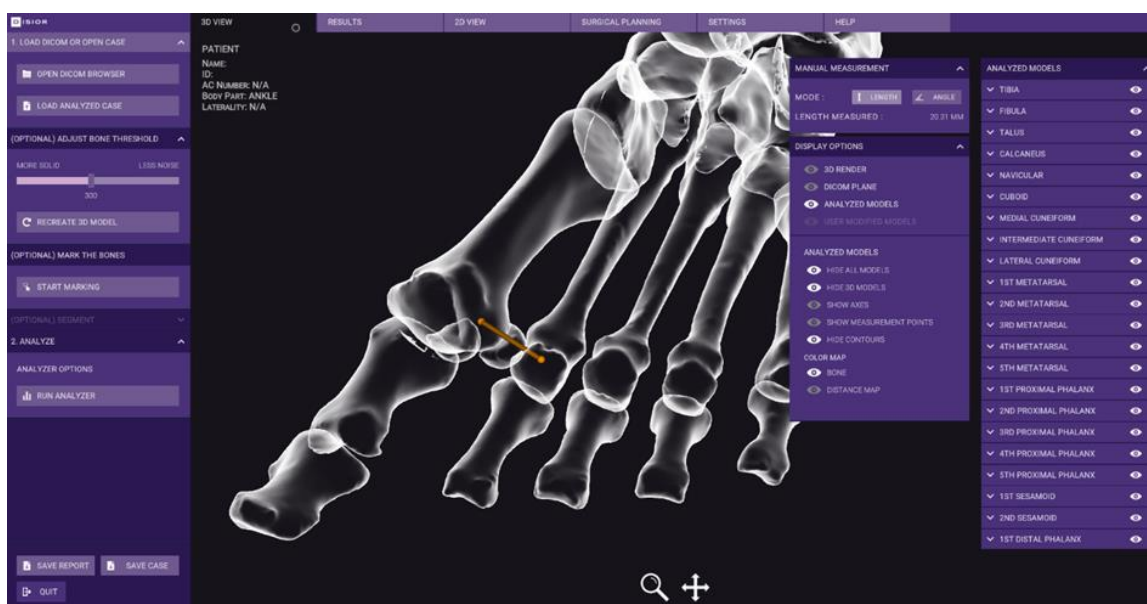 DISIOR
3D VIEW
RESULTS
2D VIEW
SURGICAL PLANNING
SETTINGS
HELP
1. LOAD DICOM OR OPEN CASE
OPEN DICOM BROWSER
LOAD ANALYZED CASE
(OPTIONAL) ADJUST BONE THRESHOLD
MORE SOLID
LESS NOISE
300
RECREATE 3D MODEL
(OPTIONAL) MARK THE BONES
START MARKING
(OPTIONAL) SEGMENT
2. ANALYZE
ANALYZER OPTIONS
RUN ANALYZER
SAVE REPORT
SAVE CASE
QUIT
PATIENT
NAME:
ID:
AC NUMBER: N/A
BODY PART: ANKLE
LATERALITY: N/A
MANUAL MEASUREMENT
MODE :
LENGTH
ANGLE
LENGTH MEASURED :
20.31 MM
DISPLAY OPTIONS
3D RENDER
DICOM PLANE
ANALYZED MODELS
USER MODIFIED MODELS
ANALYZED MODELS
HIDE ALL MODELS
HIDE 3D MODELS
SHOW AXES
SHOW MEASUREMENT POINTS
HIDE CONTOURS
COLOR MAP
BONE
DISTANCE MAP
ANALYZED MODELS
TIBIA
FIBULA
TALUS
CALCANEUS
NAVICULAR
CUBOID
MEDIAL CUNEIFORM
INTERMEDIATE CUNEIFORM
LATERAL CUNEIFORM
1ST METATARSAL
2ND METATARSAL
3RD METATARSAL
4TH METATARSAL
5TH METATARSAL
1ST PROXIMAL PHALANX
2ND PROXIMAL PHALANX
3RD PROXIMAL PHALANX
4TH PROXIMAL PHALANX
5TH PROXIMAL PHALANX
1ST SESAMOID
2ND SESAMOID
1ST DISTAL PHALANX